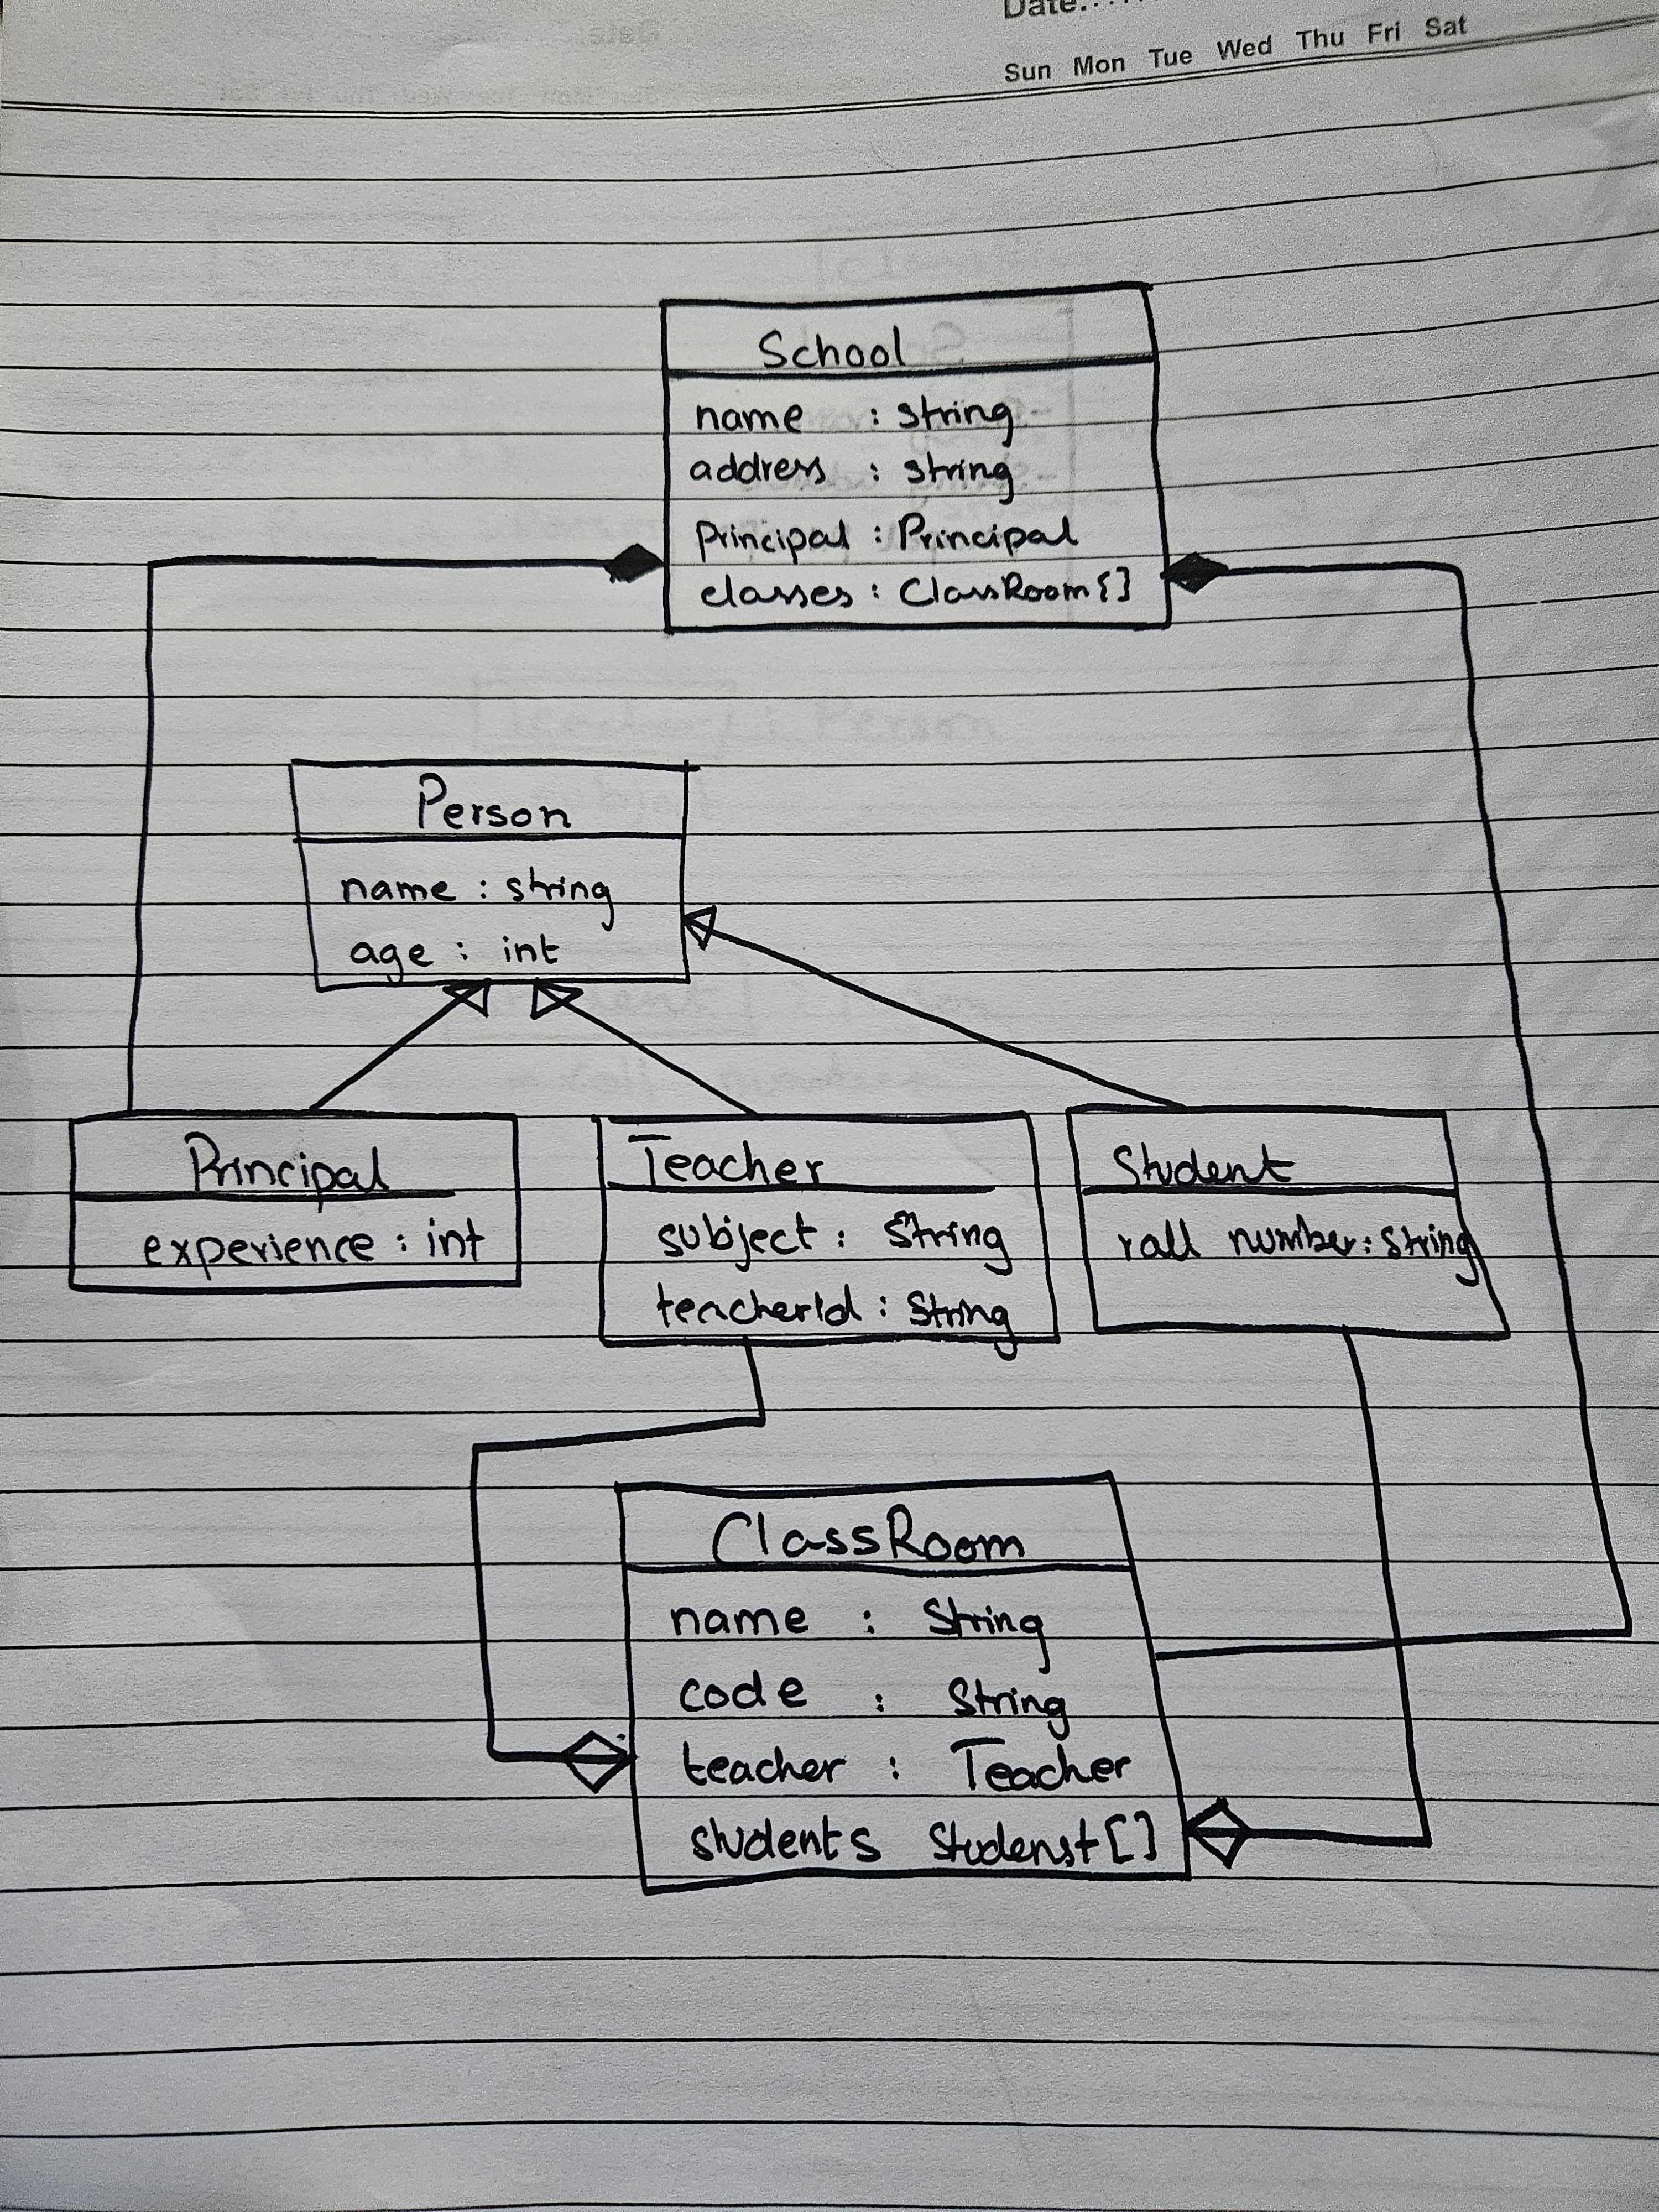 Date:....
Sun Mon Tue Wed Thu Fri Sat
School
name : string
address : string
Principal : Principal
classes : ClassRoom{]
Person
name : string
age : int
Principal
experience : int
Teacher
subject : String
teacherId : String
Student
roll number : String
ClassRoom
name : String
code : String
teacher : Teacher
students Studenst[]